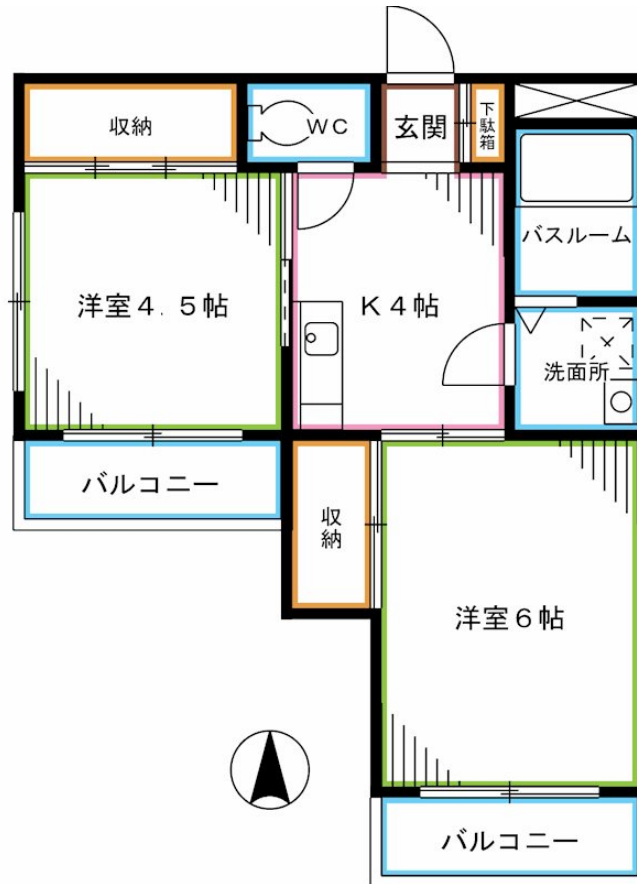 収納
WC
玄関
下駄箱
バスルーム
洋室4.5帖
K4帖
洗面所
バルコニー
収納
洋室6帖
バルコニー